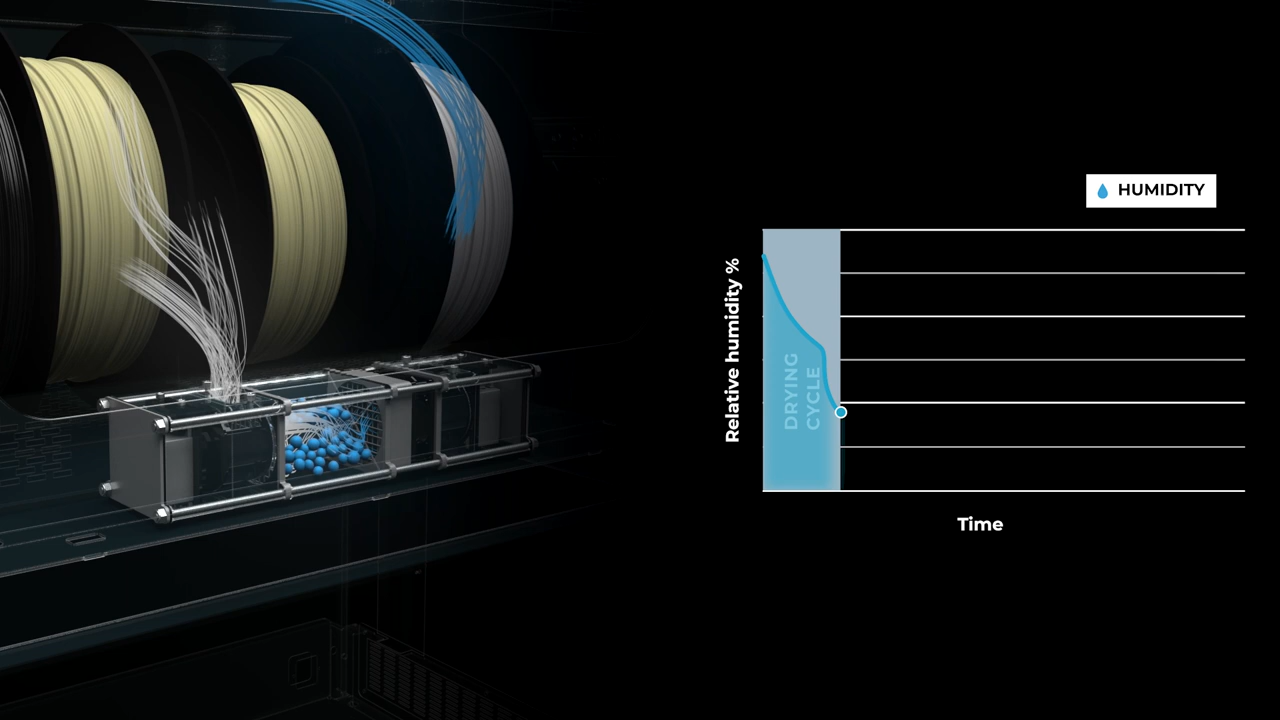 HUMIDITY
Relative humidity %
DRYING
CYCLE
Time